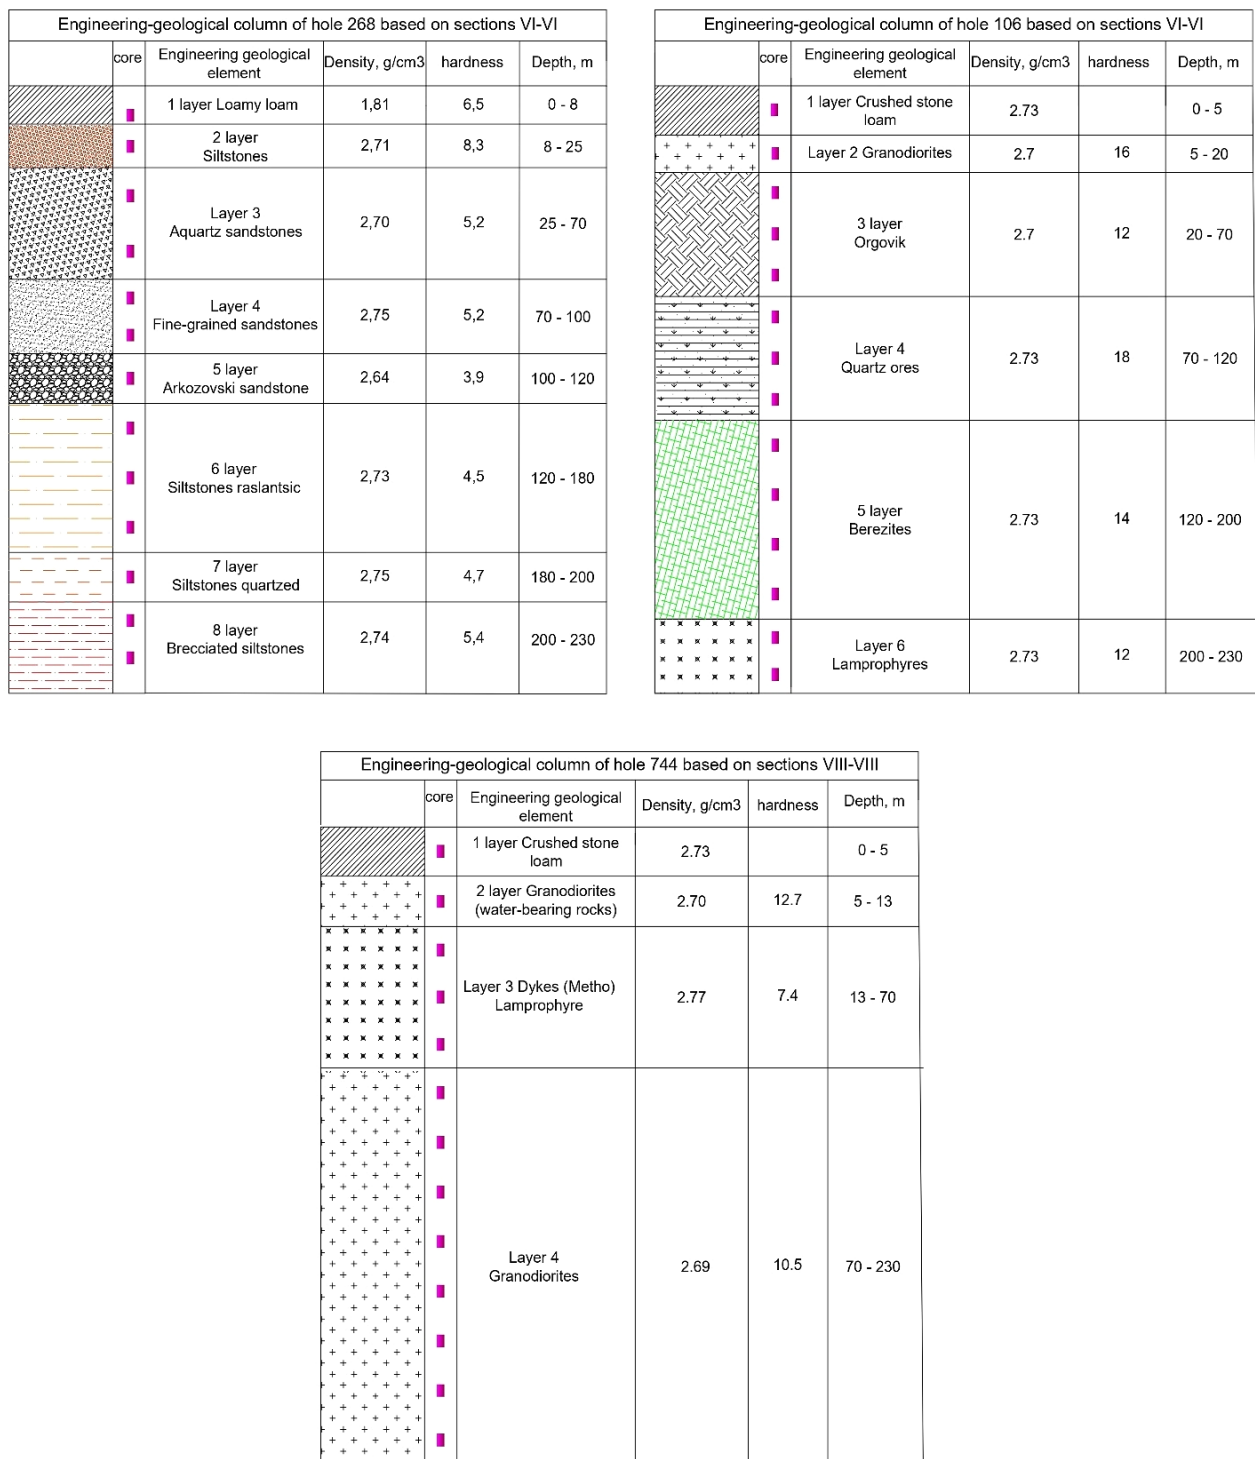 Engineering-geological column of hole 268 based on sections VI-VI
core
Engineering geological
element
Density, g/cm3
hardness
Depth, m
1 layer Loamy loam
1,81
6,5
0 - 8
2 layer
Siltstones
2,71
8,3
8 - 25
Layer 3
Aquartz sandstones
2,70
5,2
25 - 70
Layer 4
Fine-grained sandstones
2,75
5,2
70 - 100
5 layer
Arkozovski sandstone
2,64
3,9
100 - 120
6 layer
Siltstones raslantsic
2,73
4,5
120 - 180
7 layer
Siltstones quartzed
2,75
4,7
180 - 200
8 layer
Brecciated siltstones
2,74
5,4
200 - 230
Engineering-geological column of hole 106 based on sections VI-VI
core
Engineering geological
element
Density, g/cm3
hardness
Depth, m
1 layer Crushed stone
loam
2.73
0 - 5
Layer 2 Granodiorites
2.7
16
5 - 20
3 layer
Orgovik
2.7
12
20 - 70
Layer 4
Quartz ores
2.73
18
70 - 120
5 layer
Berezites
2.73
14
120 - 200
Layer 6
Lamprophyres
2.73
12
200 - 230
Engineering-geological column of hole 744 based on sections VIII-VIII
core
Engineering geological
element
Density, g/cm3
hardness
Depth, m
1 layer Crushed stone
loam
2.73
0 - 5
2 layer Granodiorites
(water-bearing rocks)
2.70
12.7
5 - 13
Layer 3 Dykes (Metho)
Lamprophyre
2.77
7.4
13 - 70
Layer 4
Granodiorites
2.69
10.5
70 - 230